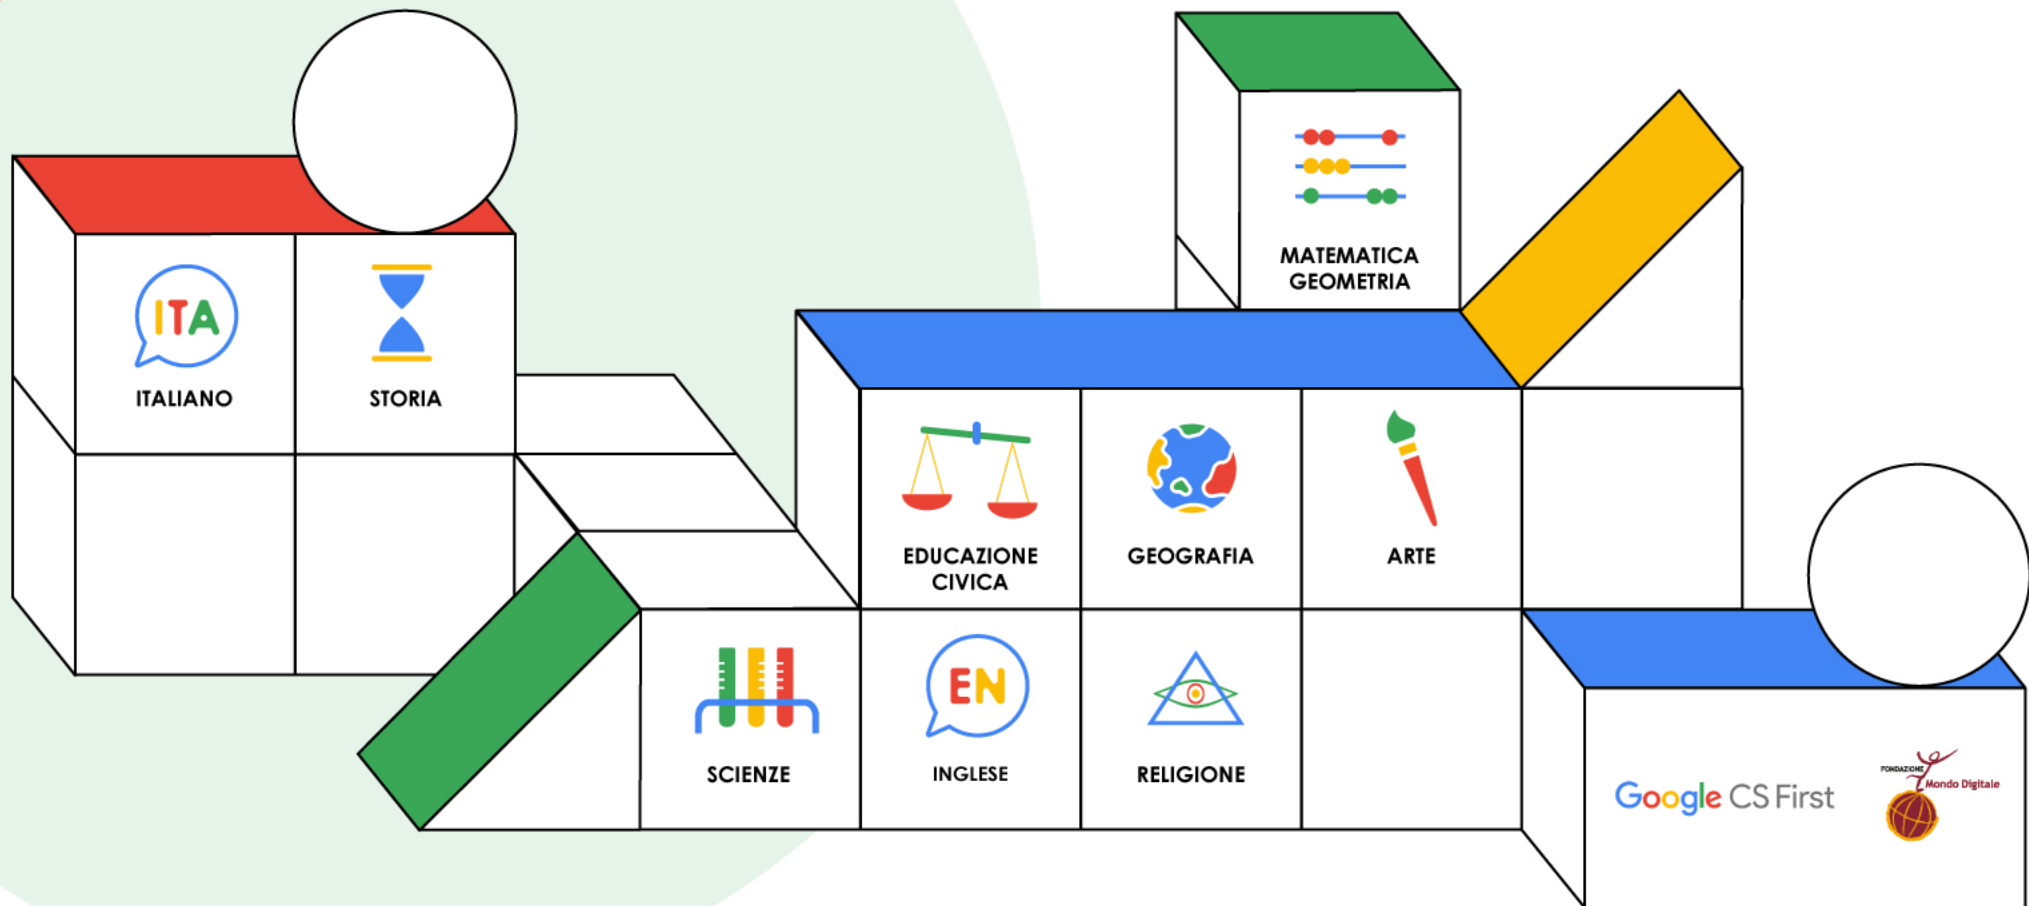 ITA
ITALIANO
STORIA
MATEMATICA
GEOMETRIA
EDUCAZIONE
CIVICA
GEOGRAFIA
ARTE
SCIENZE
EN
INGLESE
RELIGIONE
Google CS First
FONDAZIONE
Mondo Digitale